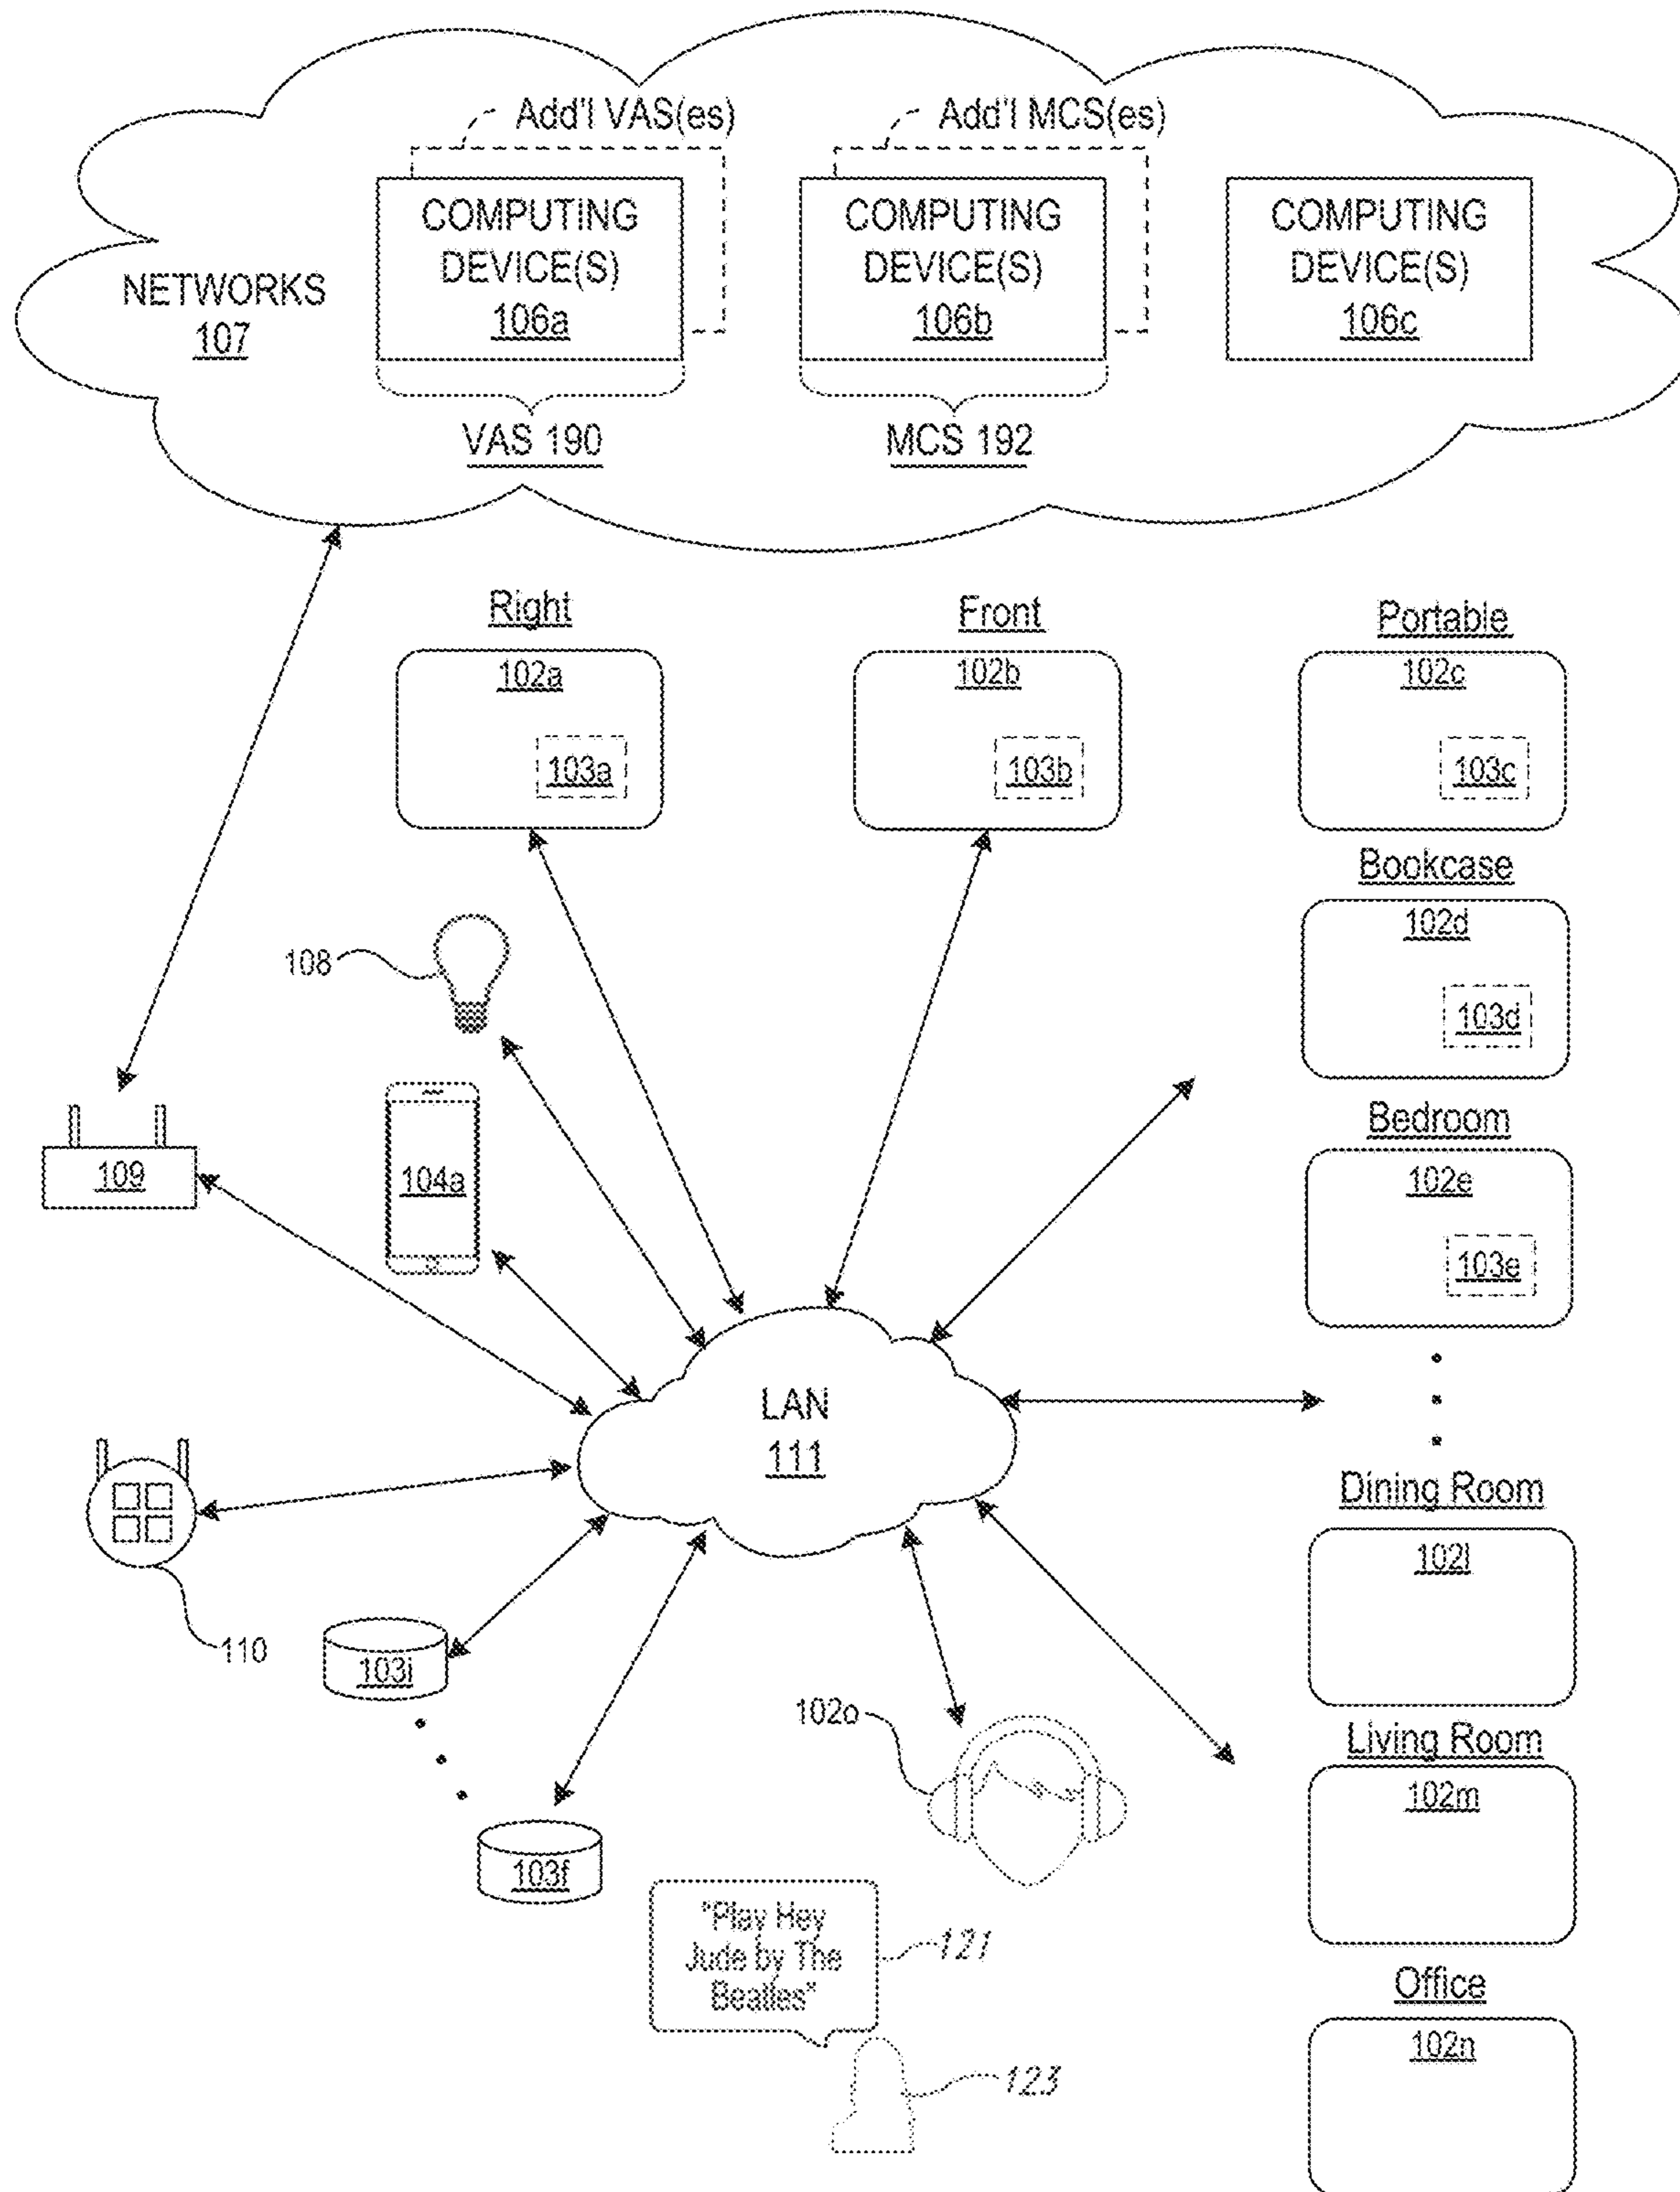 Add'l VAS(es)
Add'l MCS(es)
COMPUTING
DEVICE(S)
106a
COMPUTING
DEVICE(S)
106b
COMPUTING
DEVICE(S)
106c
NETWORKS
107
VAS 190
MCS 192
Right
102a
103a
Front
102b
103b
Portable
102c
103c
Bookcase
102d
103d
108
109
104a
Bedroom
102e
103e
LAN
111
110
Dining Room
102l
103i
103f
102o
Living Room
102m
"Play Hey
Jude by The
Beatles"
121
123
Office
102n